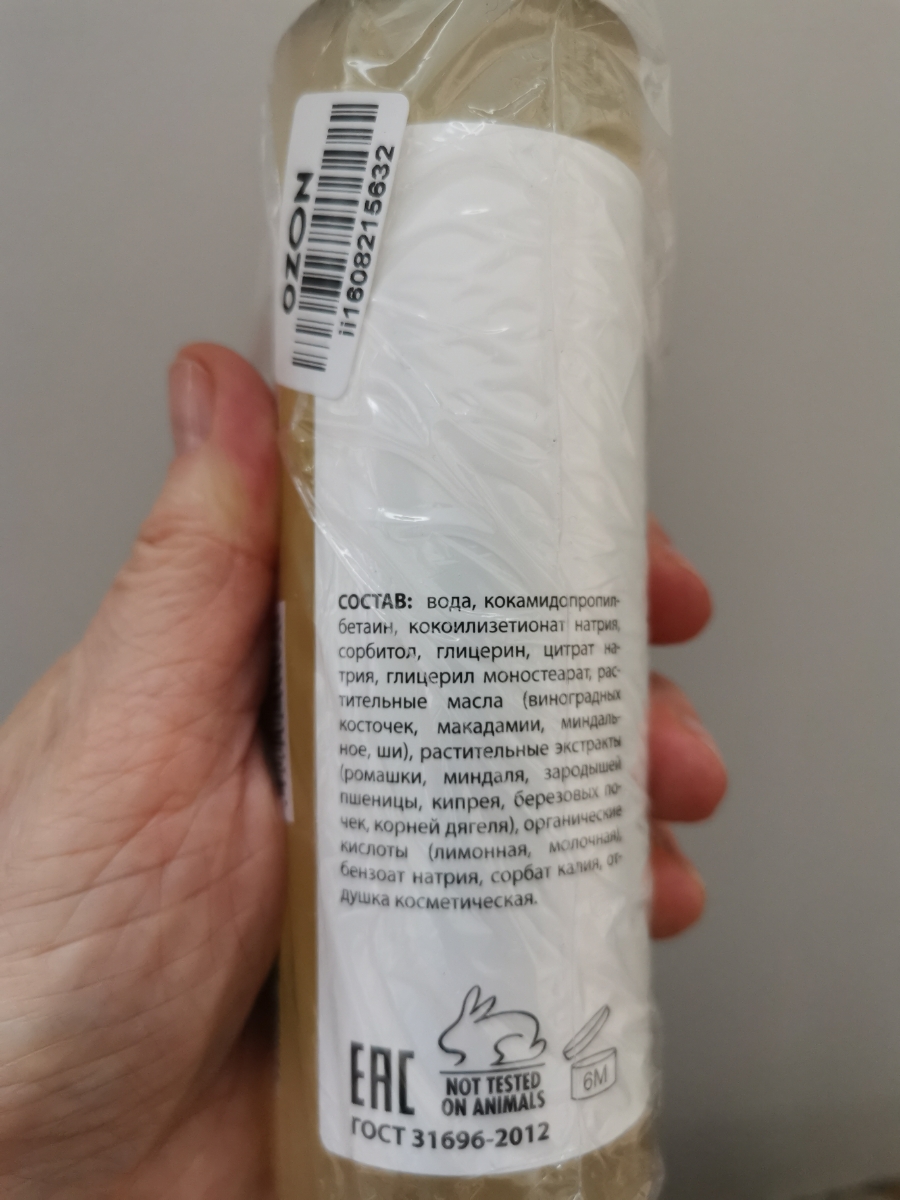 OZON
ii1608215632
СОСТАВ: вода, кокамидопропил-
бетаин, кокоилизетионат натрия,
сорбитол, глицерин, цитрат на-
трия, глицерил моностеарат, рас-
тительные масла (виноградных
косточек, макадамии, миндаль-
ное, ши), растительные экстракты
(ромашки, миндаля, зародышей
пшеницы, кипрея, березовых по-
чек, корней дягеля), органические
кислоты (лимонная, молочная),
бензоат натрия, сорбат калия, от-
душка косметическая.
EAC
NOT TESTED
ON ANIMALS
6M
ГОСТ 31696-2012